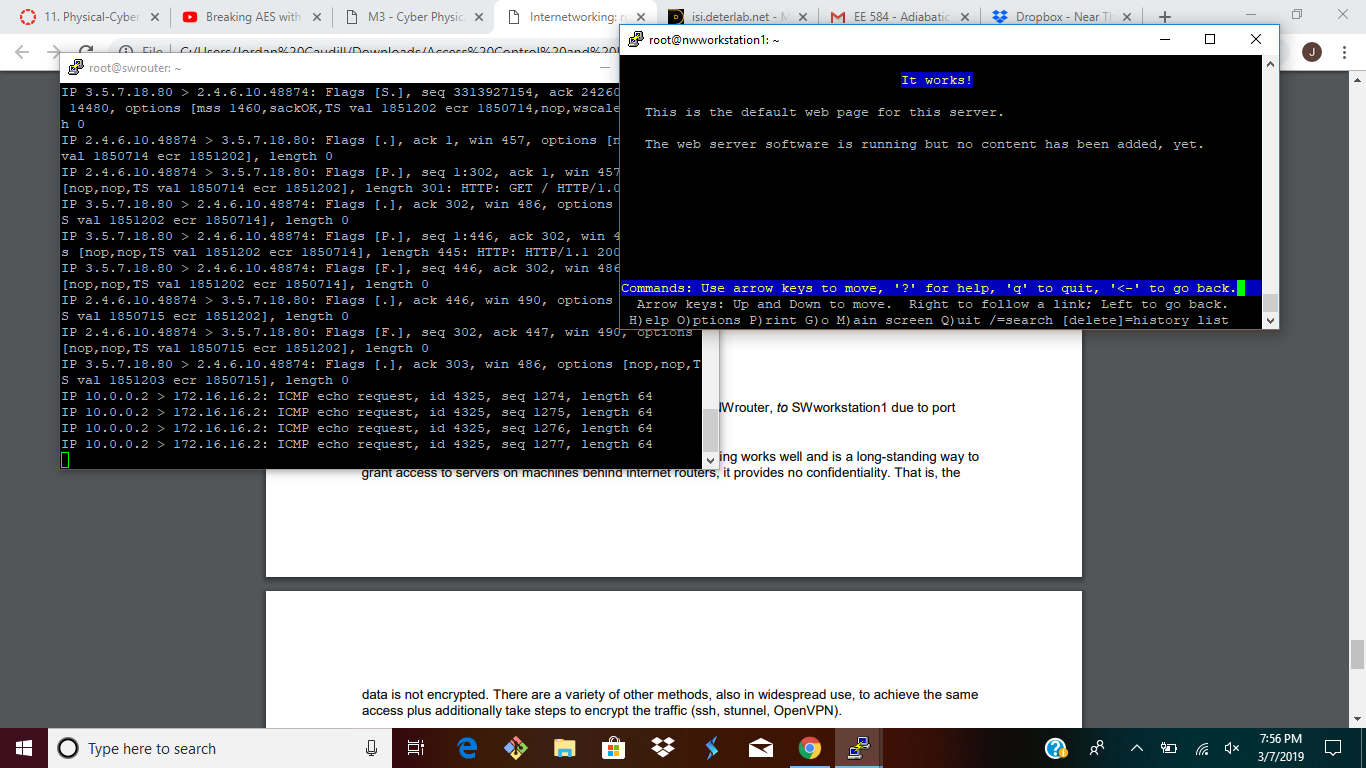 11. Physical-Cyber
Breaking AES with
M3 - Cyber Physic
Internetworking: r
isi.deterlab.net - M
EE 584 - Adiabatic
Dropbox - Near Th
File
J
root@swrouter: ~
IP 3.5.7.18.80 > 2.4.6.10.48874: Flags [S.], seq 3313927154, ack 24260
14480, options [mss 1460,sackOK,TS val 1851202 ecr 1850714,nop,wscale
h 0
IP 2.4.6.10.48874 > 3.5.7.18.80: Flags [.], ack 1, win 457, options [n
val 1850714 ecr 1851202], length 0
IP 2.4.6.10.48874 > 3.5.7.18.80: Flags [P.], seq 1:302, ack 1, win 457
[nop,nop,TS val 1850714 ecr 1851202], length 301: HTTP: GET / HTTP/1.0
IP 3.5.7.18.80 > 2.4.6.10.48874: Flags [.], ack 302, win 486, options
S val 1851202 ecr 1850714], length 0
IP 3.5.7.18.80 > 2.4.6.10.48874: Flags [P.], seq 1:446, ack 302, win 4
s [nop,nop,TS val 1851202 ecr 1850714], length 445: HTTP: HTTP/1.1 200
IP 3.5.7.18.80 > 2.4.6.10.48874: Flags [F.], seq 446, ack 302, win 486
[nop,nop,TS val 1851202 ecr 1850714], length 0
IP 2.4.6.10.48874 > 3.5.7.18.80: Flags [.], ack 446, win 490, options
S val 1850715 ecr 1851202], length 0
IP 2.4.6.10.48874 > 3.5.7.18.80: Flags [F.], seq 302, ack 447, win 490, options
[nop,nop,TS val 1850715 ecr 1851202], length 0
IP 3.5.7.18.80 > 2.4.6.10.48874: Flags [.], ack 303, win 486, options [nop,nop,T
S val 1851203 ecr 1850715], length 0
IP 10.0.0.2 > 172.16.16.2: ICMP echo request, id 4325, seq 1274, length 64
IP 10.0.0.2 > 172.16.16.2: ICMP echo request, id 4325, seq 1275, length 64
IP 10.0.0.2 > 172.16.16.2: ICMP echo request, id 4325, seq 1276, length 64
IP 10.0.0.2 > 172.16.16.2: ICMP echo request, id 4325, seq 1277, length 64
root@nwworkstation1: ~
It works!
This is the default web page for this server.
The web server software is running but no content has been added, yet.
Commands: Use arrow keys to move, '?' for help, 'q' to quit, '<-' to go back.
Arrow keys: Up and Down to move. Right to follow a link; Left to go back.
H)elp O)ptions P)rint G)o M)ain screen Q)uit /=search [delete]=history list
Wrouter, to SWworkstation1 due to port
ing works well and is a long-standing way to
grant access to servers on machines behind internet routers, it provides no confidentiality. That is, the
data is not encrypted. There are a variety of other methods, also in widespread use, to achieve the same
access plus additionally take steps to encrypt the traffic (ssh, stunnel, OpenVPN).
Type here to search
7:56 PM
3/7/2019